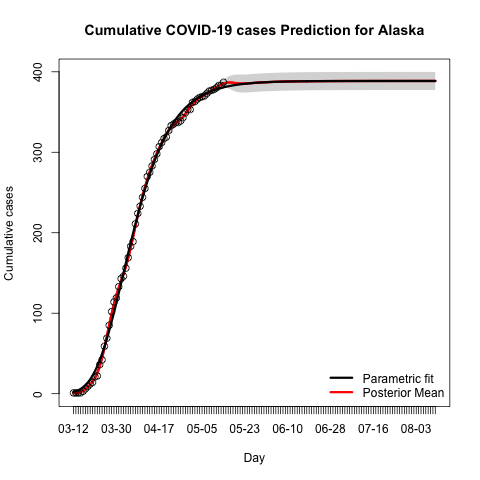 Cumulative COVID-19 cases Prediction for Alaska
Cumulative cases
400
300
200
100
0
Parametric fit
Posterior Mean
03-12 03-30 04-17 05-05 05-23 06-10 06-28 07-16 08-03
Day